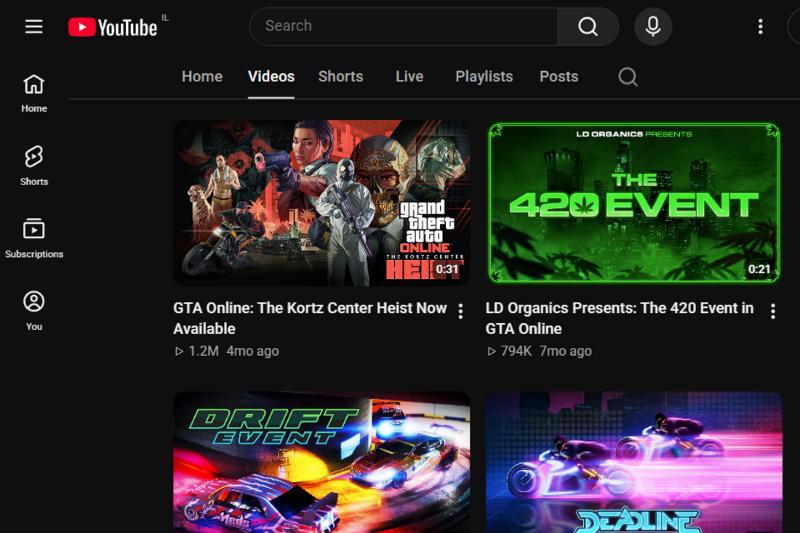 YouTube IL
Search
Home
Videos
Shorts
Live
Playlists
Posts
Home
Shorts
Subscriptions
You
grand
theft
auto
ONLINE
THE KORTZ CENTER
HEIST
0:31
GTA Online: The Kortz Center Heist Now
Available
1.2M 4mo ago
LD ORGANICS PRESENTS
THE
420 EVENT
0:21
LD Organics Presents: The 420 Event in
GTA Online
794K 7mo ago
DRIFT
EVENT
DEADLINE